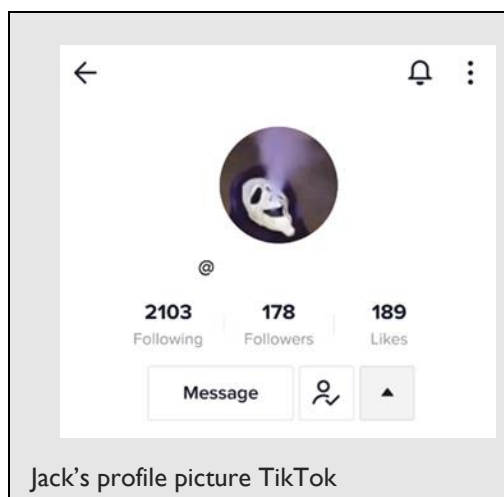 @
2103 178 189
Following Followers Likes
Message
Jack's profile picture TikTok